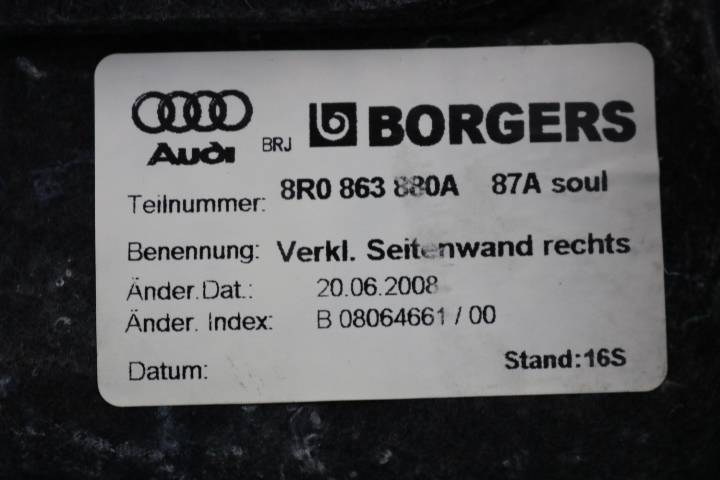 Audi BRJ BORGERS
Teilnummer: 8R0 863 880A 87A soul
Benennung: Verkl. Seitenwand rechts
Änder.Dat.: 20.06.2008
Änder. Index: B 08064661 / 00
Datum: Stand:16S